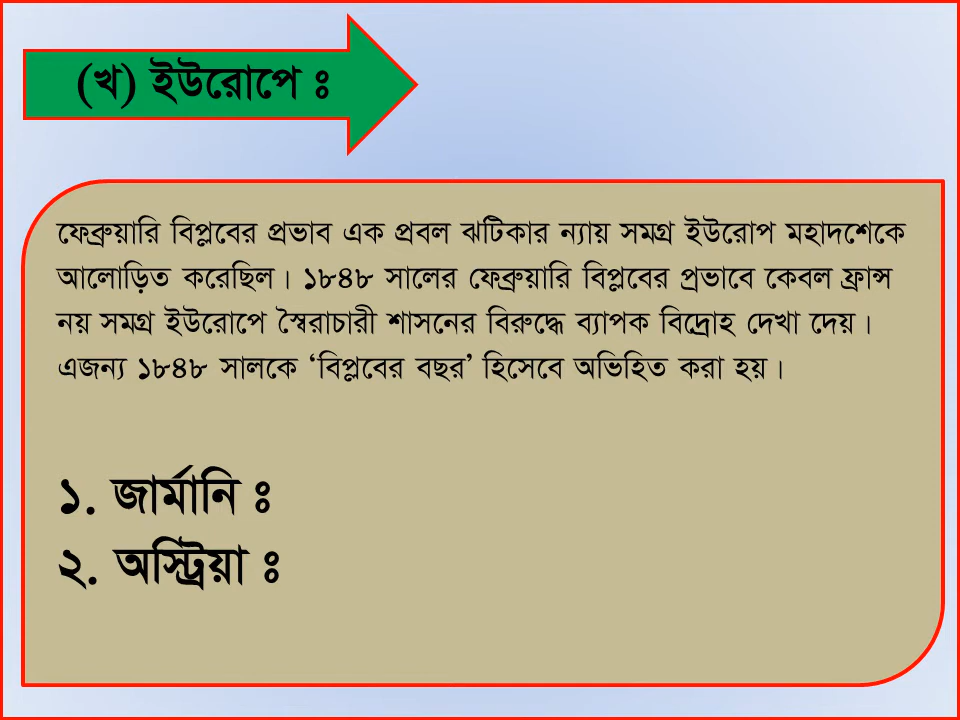 (খ) ইউরোপে ঃ
ফেব্রুয়ারি বিপ্লবের প্রভাব এক প্রবল ঝটিকার ন্যায় সমগ্র ইউরোপ মহাদশেকে
আলোড়িত করেছিল। ১৮৪৮ সালের ফেব্রুয়ারি বিপ্লবের প্রভাবে কেবল ফ্রান্স
নয় সমগ্র ইউরোপে স্বৈরাচারী শাসনের বিরুদ্ধে ব্যাপক বিদ্রোহ দেখা দেয়।
এজন্য ১৮৪৮ সালকে ‘বিপ্লবের বছর’ হিসেবে অভিহিত করা হয়।
১. জার্মানি ঃ
২. অস্ট্রিয়া ঃ